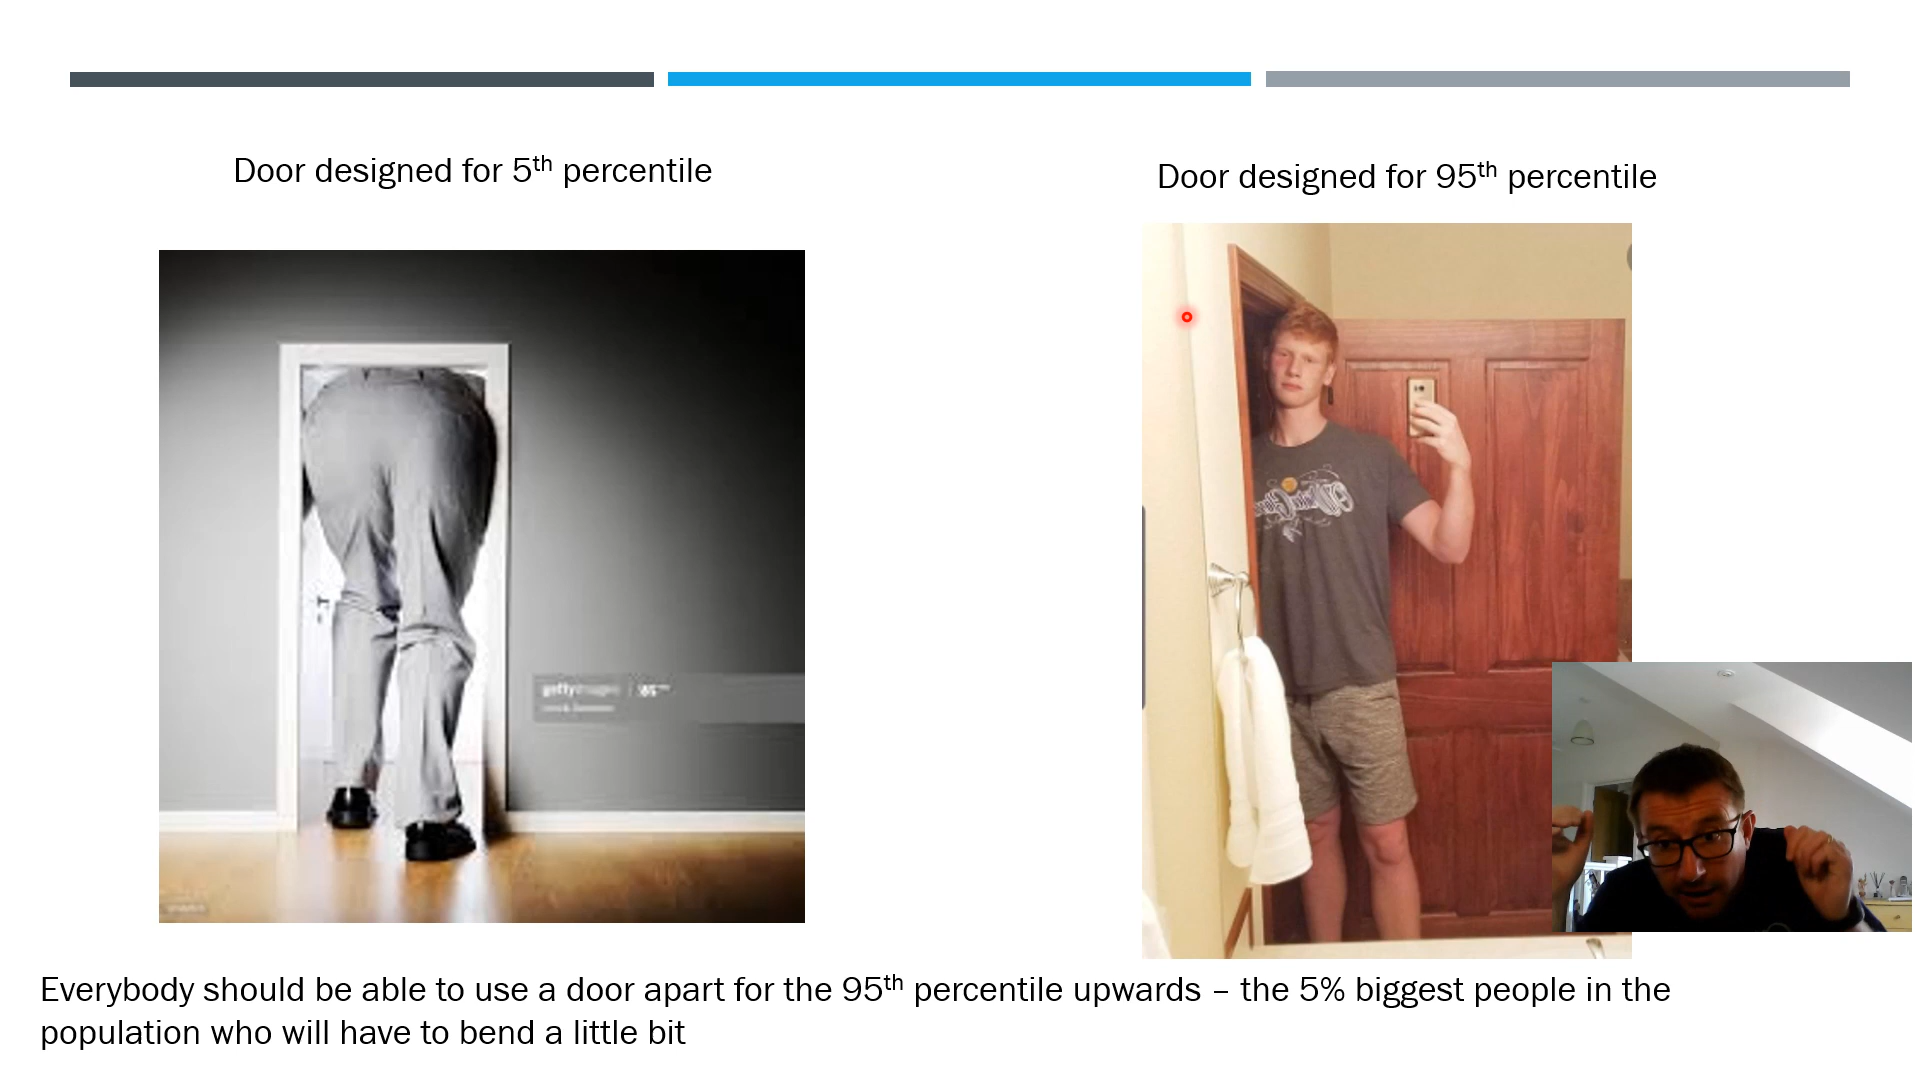 Door designed for 5th percentile
Door designed for 95th percentile
gettyimages
Everybody should be able to use a door apart for the 95th percentile upwards – the 5% biggest people in the
population who will have to bend a little bit